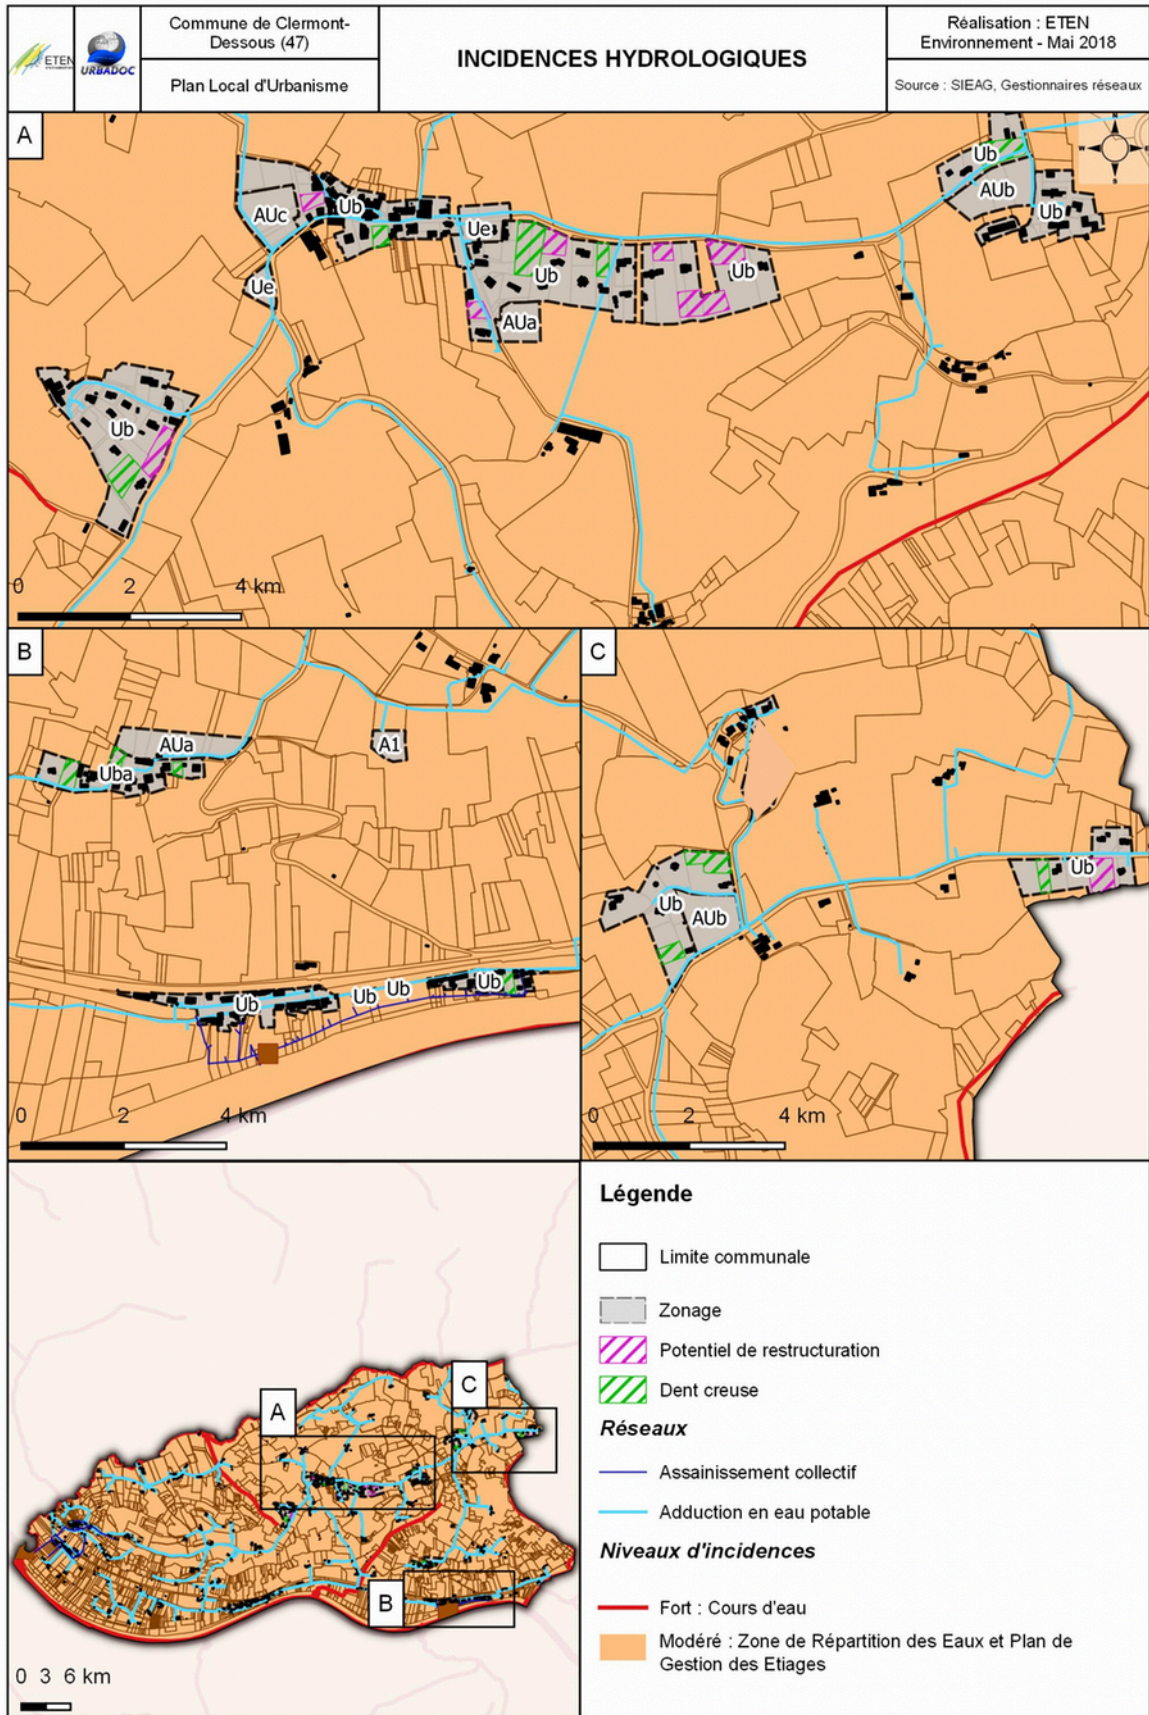 ETEN
URBADOC
Commune de Clermont-
Dessous (47)
Plan Local d'Urbanisme
INCIDENCES HYDROLOGIQUES
Réalisation : ETEN
Environnement - Mai 2018
Source : SIEAG, Gestionnaires réseaux
A
N
W
E
S
Ub
AUb
Ub
AUc
Ub
Ue
Ue
Ub
Ub
AUa
Ub
0 2 4 km
B
AUa
Uba
A1
Ub
Ub
Ub
Ub
0 2 4 km
C
Ub
AUb
Ub
0 2 4 km
A
C
B
0 3 6 km
Légende
Limite communale
Zonage
Potentiel de restructuration
Dent creuse
Réseaux
Assainissement collectif
Adduction en eau potable
Niveaux d'incidences
Fort : Cours d'eau
Modéré : Zone de Répartition des Eaux et Plan de
Gestion des Etiages